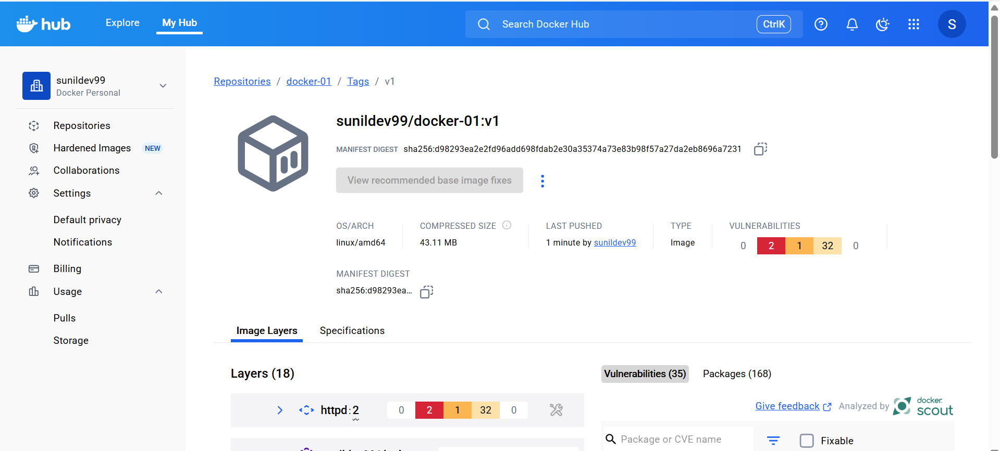 hub
Explore
My Hub
Search Docker Hub
CtrlK
S
sunildev99
Docker Personal
Repositories
Hardened Images NEW
Collaborations
Settings
Default privacy
Notifications
Billing
Usage
Pulls
Storage
Repositories / docker-01 / Tags / v1
sunildev99/docker-01:v1
MANIFEST DIGEST sha256:d98293ea2e2fd96add698fdab2e30a35374a73e83b98f57a27da2eb8696a7231
View recommended base image fixes
OS/ARCH
linux/amd64
COMPRESSED SIZE
43.11 MB
LAST PUSHED
1 minute by sunildev99
TYPE
Image
VULNERABILITIES
0 2 1 32 0
MANIFEST DIGEST
sha256:d98293ea...
Image Layers
Specifications
Layers (18)
httpd:2 0 2 1 32 0
Vulnerabilities (35)
Packages (168)
Give feedback
Analyzed by
docker scout
Package or CVE name
Fixable